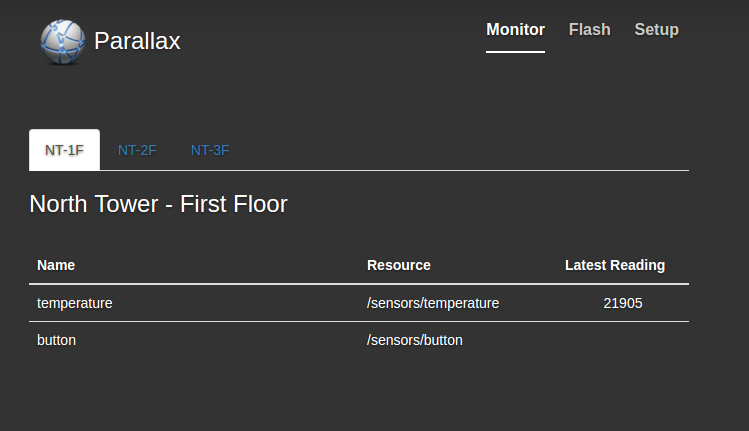 Parallax
Monitor Flash Setup
NT-1F NT-2F NT-3F
North Tower - First Floor
Name Resource Latest Reading
temperature /sensors/temperature 21905
button /sensors/button